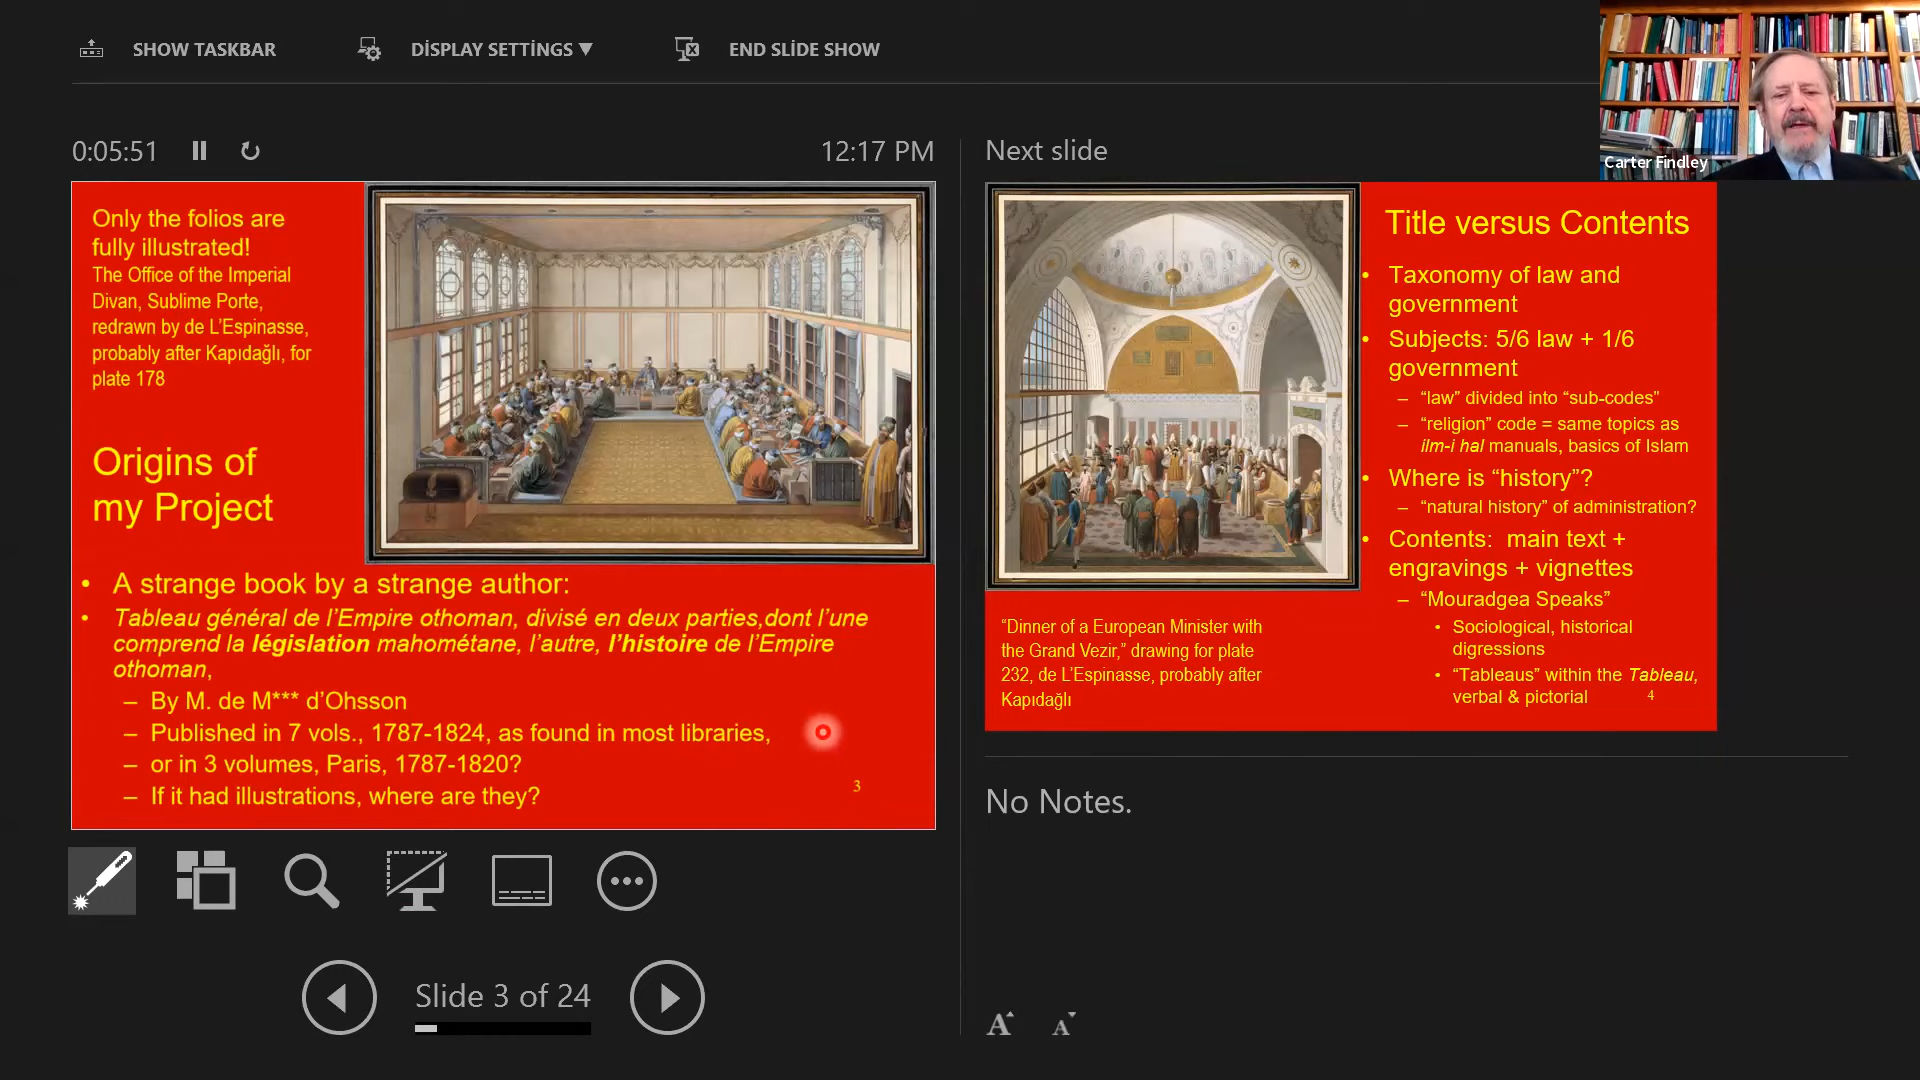 SHOW TASKBAR
DİSPLAY SETTİNGS ▼
END SLİDE SHOW
Carter Findley
0:05:51
12:17 PM
Only the folios are
fully illustrated!
The Office of the Imperial
Divan, Sublime Porte,
redrawn by de L’Espinasse,
probably after Kapıdağlı, for
plate 178
Origins of
my Project
• A strange book by a strange author:
• Tableau général de l’Empire othoman, divisé en deux parties,dont l’une
comprend la législation mahométane, l’autre, l’histoire de l’Empire
othoman,
– By M. de M*** d’Ohsson
– Published in 7 vols., 1787-1824, as found in most libraries,
– or in 3 volumes, Paris, 1787-1820?
– If it had illustrations, where are they?
3
Slide 3 of 24
Next slide
Title versus Contents
• Taxonomy of law and
government
• Subjects: 5/6 law + 1/6
government
– “law” divided into “sub-codes”
– “religion” code = same topics as
ilm-i hal manuals, basics of Islam
• Where is “history”?
– “natural history” of administration?
• Contents: main text +
engravings + vignettes
– “Mouradgea Speaks”
• Sociological, historical
digressions
• “Tableaus” within the Tableau,
verbal & pictorial
4
“Dinner of a European Minister with
the Grand Vezir,” drawing for plate
232, de L’Espinasse, probably after
Kapıdağlı
No Notes.
A A